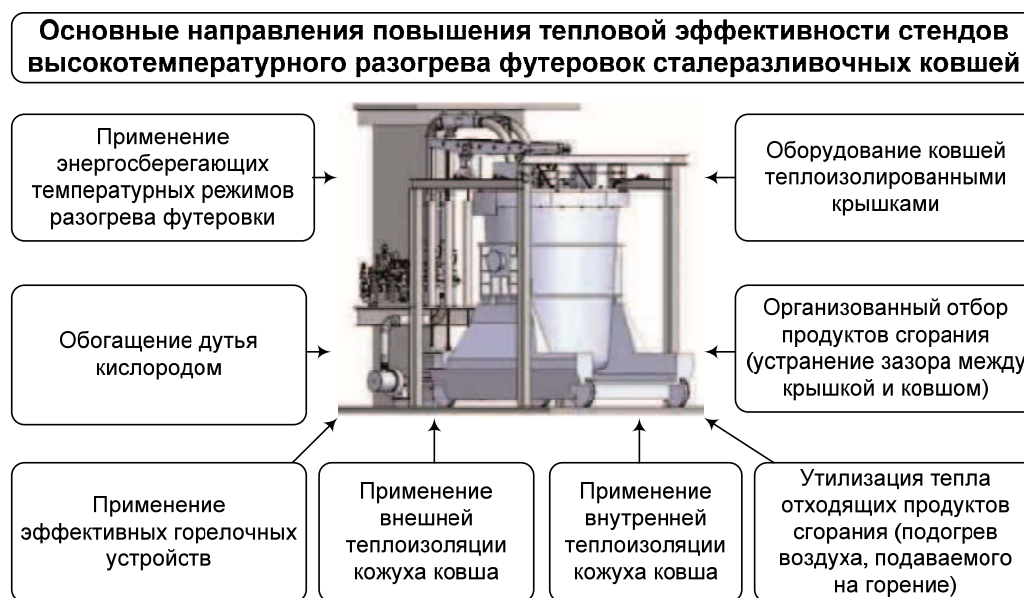 Основные направления повышения тепловой эффективности стендов
высокотемпературного разогрева футеровок сталеразливочных ковшей
Применение
энергосберегающих
температурных режимов
разогрева футеровки
Оборудование ковшей
теплоизолированными
крышками
Обогащение дутья
кислородом
Организованный отбор
продуктов сгорания
(устранение зазора между
крышкой и ковшом)
Применение
эффективных горелочных
устройств
Применение
внешней
теплоизоляции
кожуха ковша
Применение
внутренней
теплоизоляции
кожуха ковша
Утилизация тепла
отходящих продуктов
сгорания (подогрев
воздуха, подаваемого
на горение)